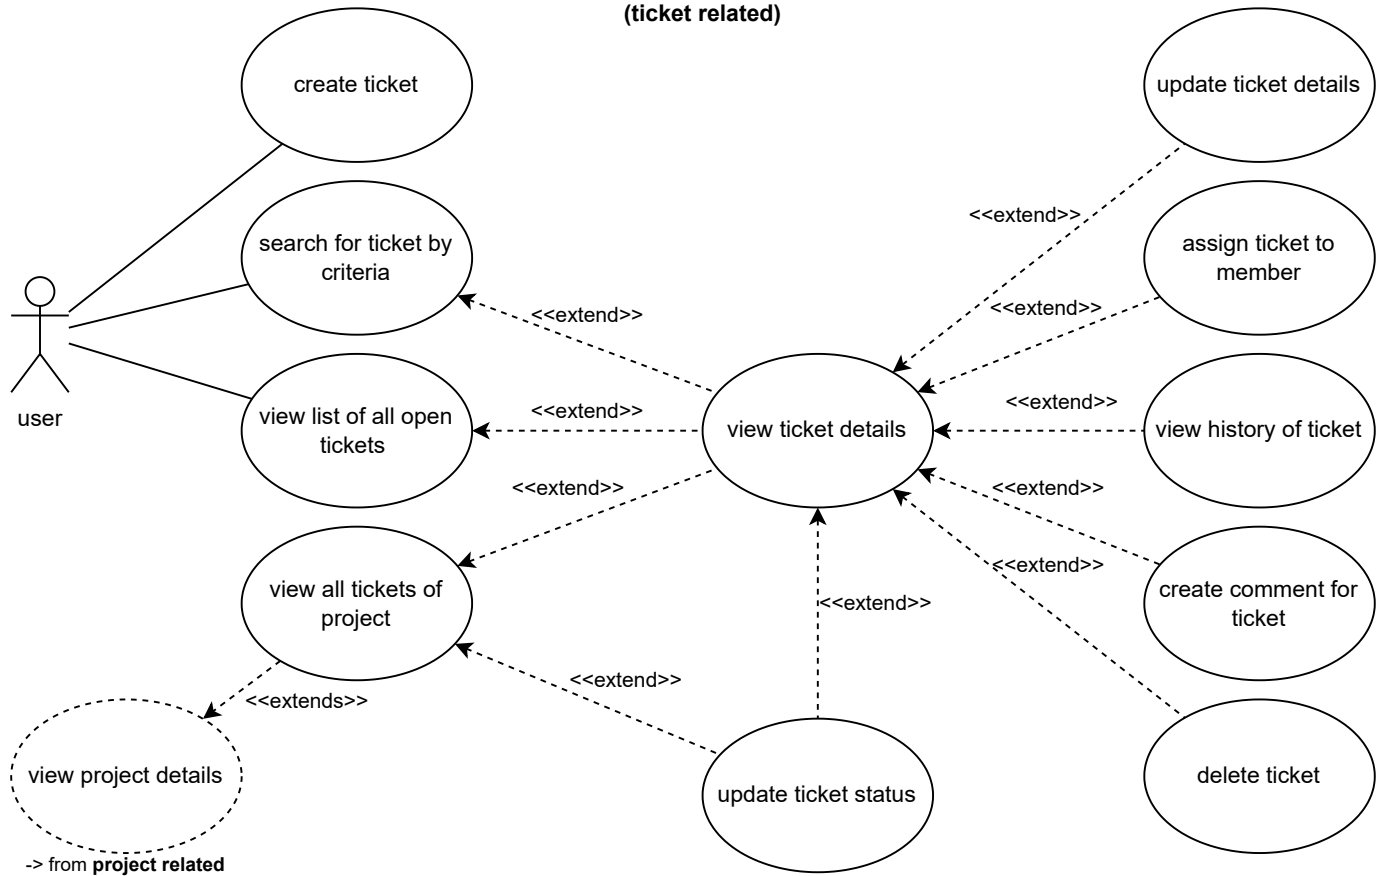 (ticket related)
create ticket
update ticket details
<<extend>>
search for ticket by
criteria
assign ticket to
member
<<extend>>
<<extend>>
user
view list of all open
tickets
<<extend>>
view ticket details
<<extend>>
view history of ticket
<<extend>>
<<extend>>
<<extend>>
view all tickets of
project
<<extend>>
create comment for
ticket
<<extend>>
<<extends>>
view project details
update ticket status
delete ticket
-> from project related